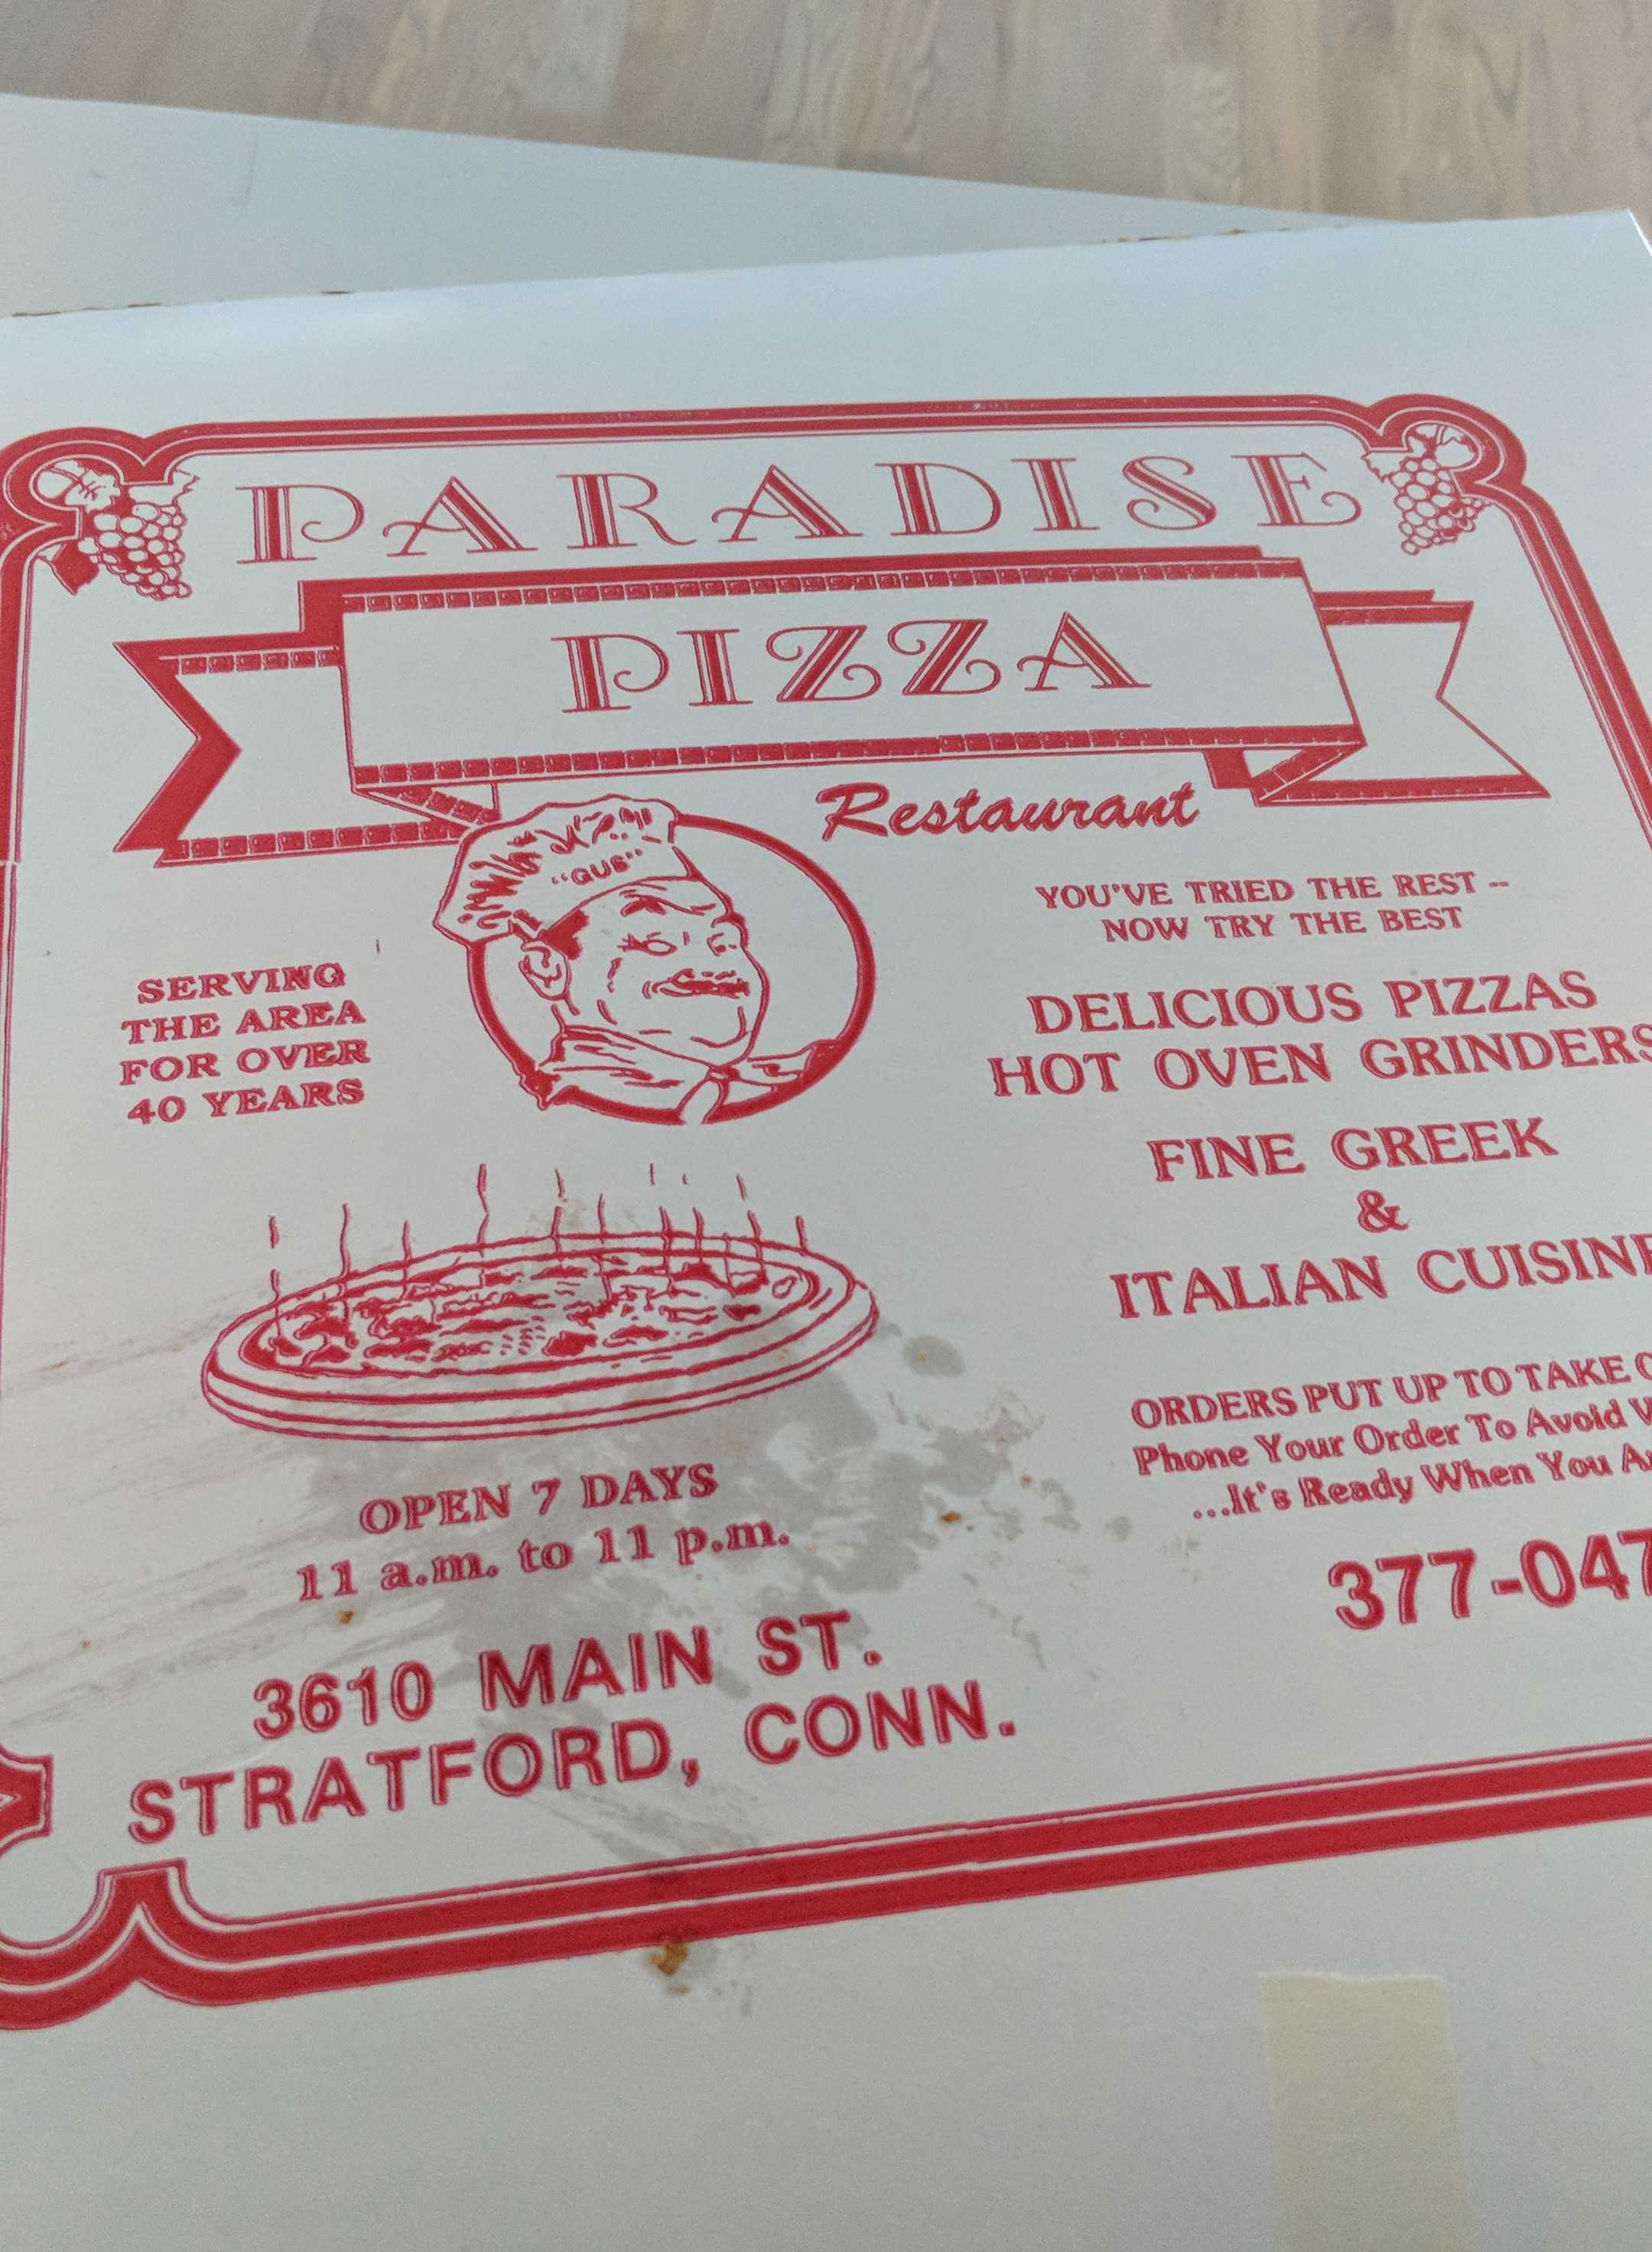 PARADISE
PIZZA
Restaurant
"GUS"
SERVING
THE AREA
FOR OVER
40 YEARS
YOU'VE TRIED THE REST --
NOW TRY THE BEST
DELICIOUS PIZZAS
HOT OVEN GRINDERS
FINE GREEK
&
ITALIAN CUISINE
ORDERS PUT UP TO TAKE
Phone Your Order To Avoid
...It's Ready When You
377-047
OPEN 7 DAYS
11 a.m. to 11 p.m.
3610 MAIN ST.
STRATFORD, CONN.